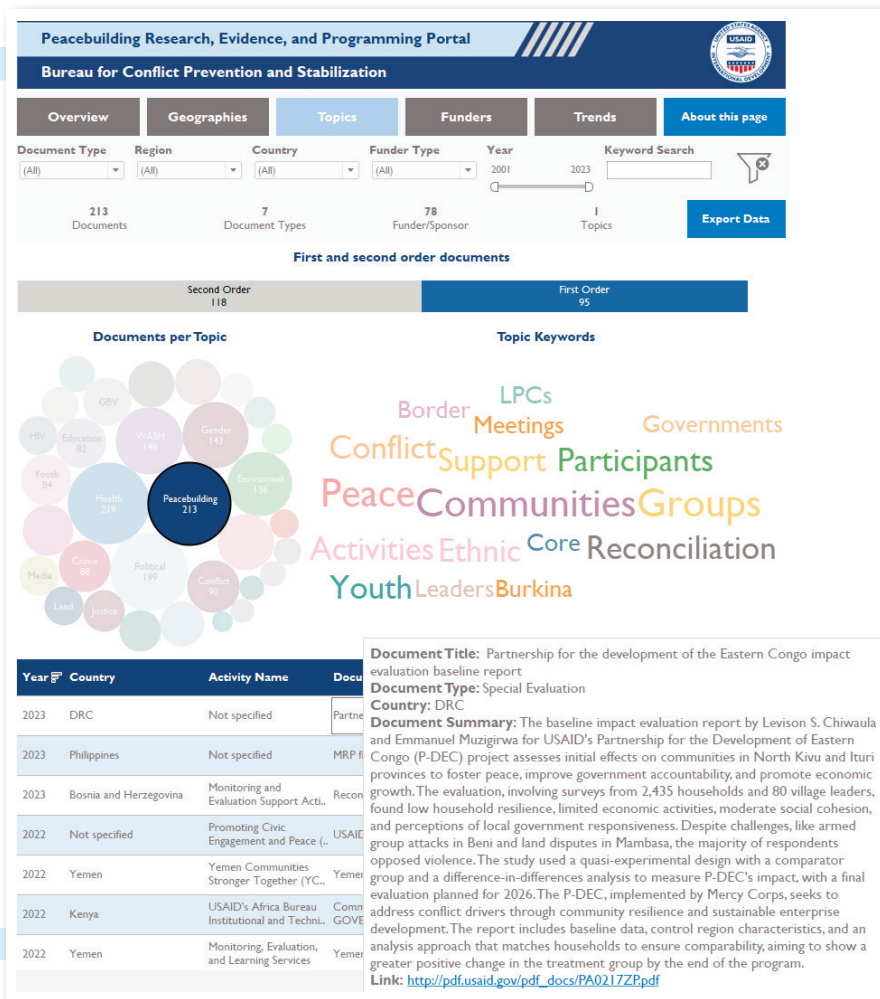 Peacebuilding Research, Evidence, and Programming Portal
USAID
Bureau for Conflict Prevention and Stabilization
Overview
Geographies
Topics
Funders
Trends
About this page
Document Type
Region
Country
Funder Type
Year
Keyword Search
(All)
(All)
(All)
(All)
2001
2023
213
Documents
7
Document Types
78
Funder/Sponsor
1
Topics
Export Data
First and second order documents
Second Order
118
First Order
95
Documents per Topic
GBV
HIV
Education
82
WASH
148
Gender
143
Youth
84
Health
219
Peacebuilding
213
Enviroment
136
Crime
88
Political
199
Conflict
90
Media
Land
Justice
Topic Keywords
LPCs
Border
Meetings
Governments
Conflict
Support
Participants
Peace
Communities
Groups
Activities
Ethnic
Core
Reconciliation
Youth
Leaders
Burkina
Year Country Activity Name Docu
2023 DRC Not specified Partne
2023 Philippines Not specified MRP fi
2023 Bosnia and Herzegovina Monitoring and
Evaluation Support Acti.. Recon
2022 Not specified Promoting Civic
Engagement and Peace (.. USAID
2022 Yemen Yemen Communities
Stronger Together (YC.. Yemer
2022 Kenya USAID's Africa Bureau
Institutional and Techni.. Comm
GOVE
2022 Yemen Monitoring, Evaluation,
and Learning Services Yemer
Document Title: Partnership for the development of the Eastern Congo impact
evaluation baseline report
Document Type: Special Evaluation
Country: DRC
Document Summary: The baseline impact evaluation report by Levison S. Chiwaula
and Emmanuel Muzigirwa for USAID's Partnership for the Development of Eastern
Congo (P-DEC) project assesses initial effects on communities in North Kivu and Ituri
provinces to foster peace, improve government accountability, and promote economic
growth. The evaluation, involving surveys from 2,435 households and 80 village leaders,
found low household resilience, limited economic activities, moderate social cohesion,
and perceptions of local government responsiveness. Despite challenges, like armed
group attacks in Beni and land disputes in Mambasa, the majority of respondents
opposed violence. The study used a quasi-experimental design with a comparator
group and a difference-in-differences analysis to measure P-DEC's impact, with a final
evaluation planned for 2026. The P-DEC, implemented by Mercy Corps, seeks to
address conflict drivers through community resilience and sustainable enterprise
development. The report includes baseline data, control region characteristics, and an
analysis approach that matches households to ensure comparability, aiming to show a
greater positive change in the treatment group by the end of the program.
Link: http://pdf.usaid.gov/pdf_docs/PA0217ZP.pdf